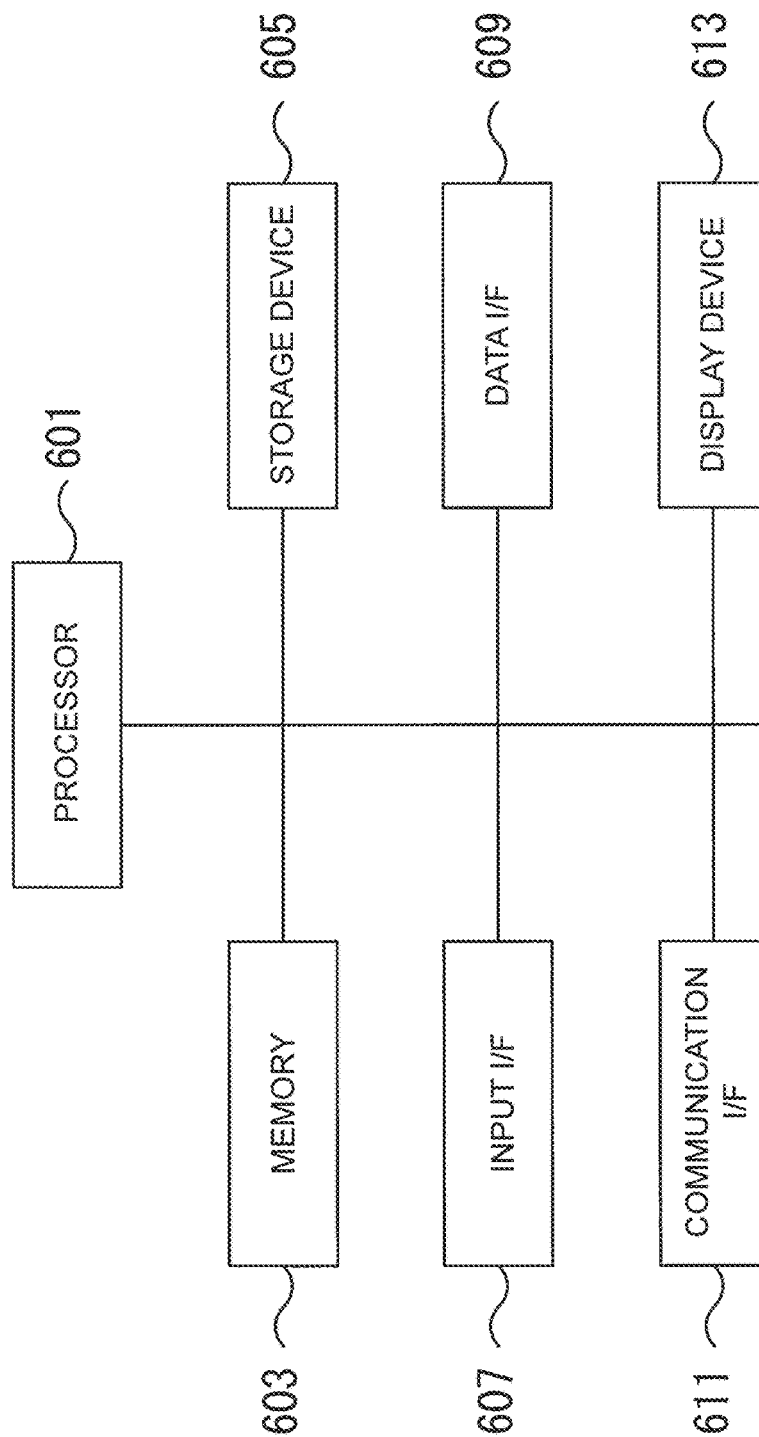 PROCESSOR
601
MEMORY
603
STORAGE DEVICE
605
INPUT I/F
607
DATA I/F
609
COMMUNICATION
I/F
611
DISPLAY DEVICE
613